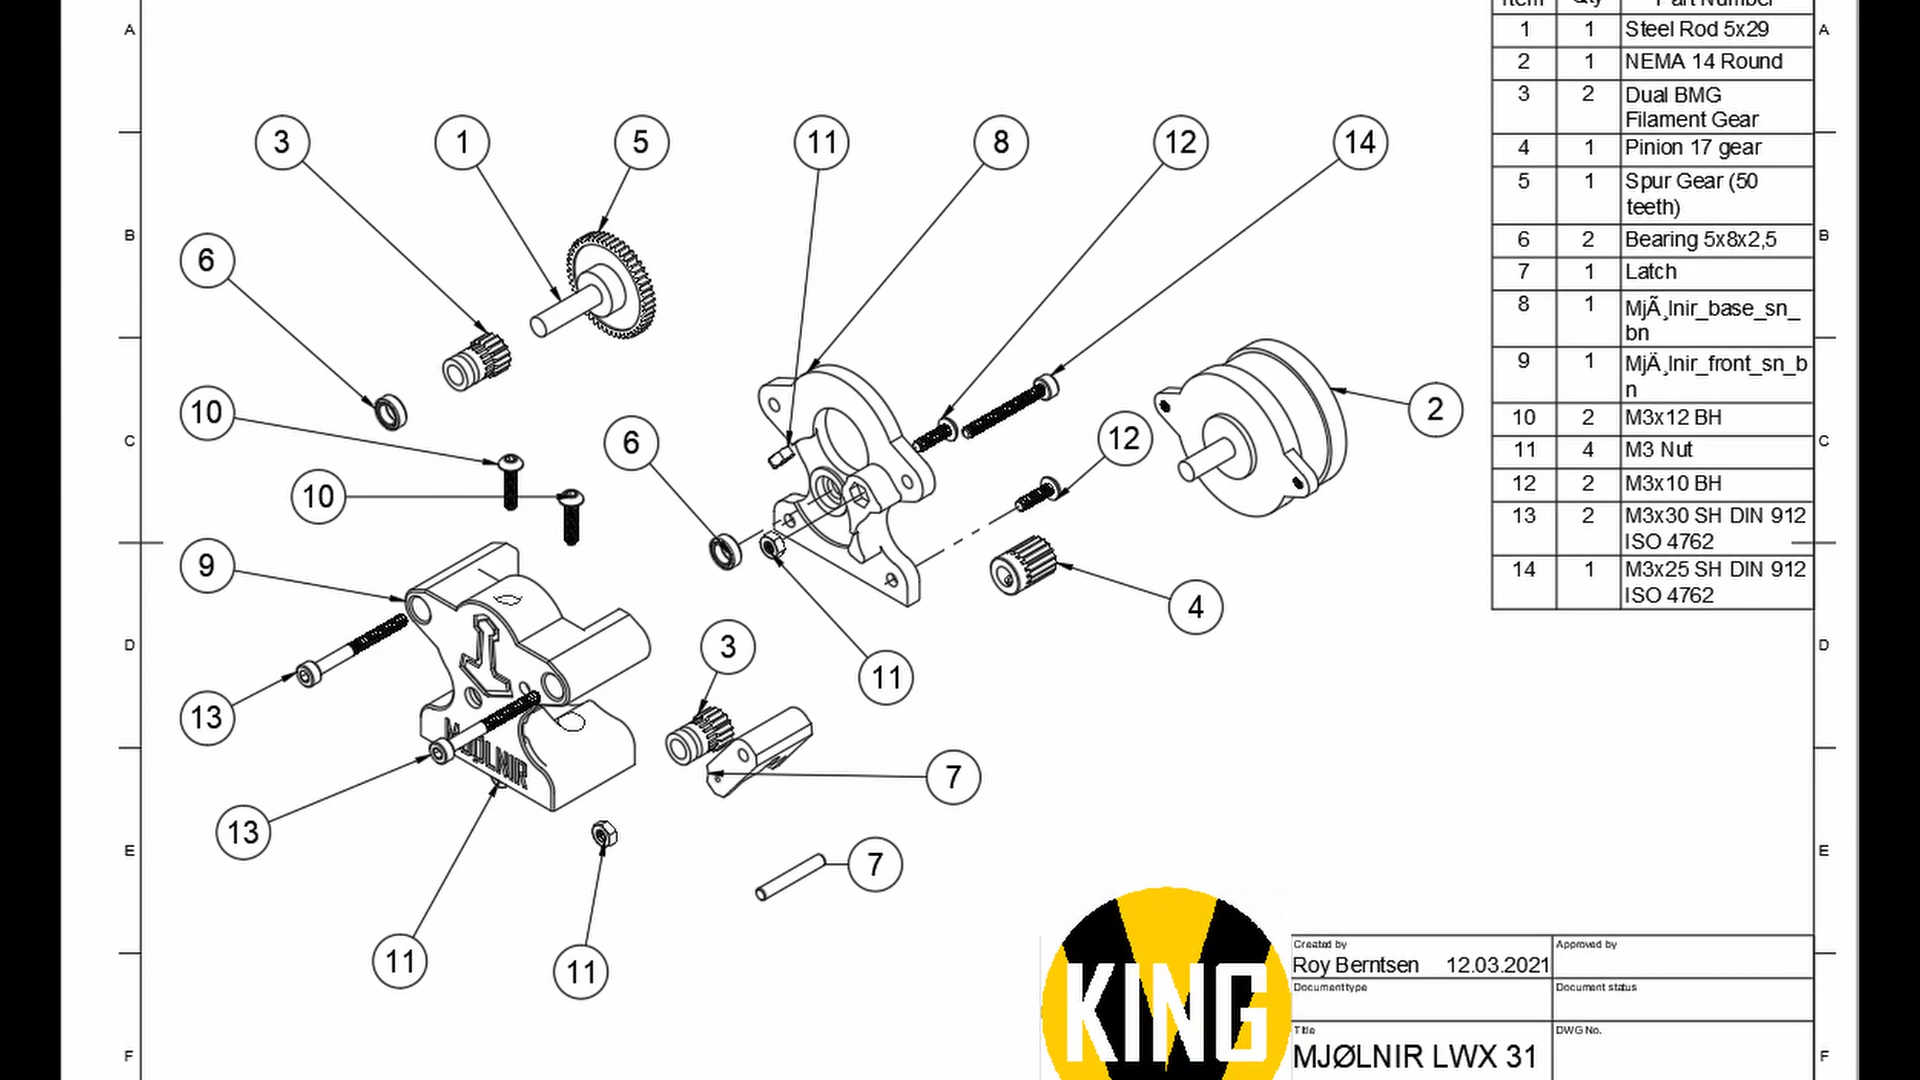 Item Qty Part Number
1 1 Steel Rod 5x29
2 1 NEMA 14 Round
3 2 Dual BMG
Filament Gear
4 1 Pinion 17 gear
5 1 Spur Gear (50
teeth)
6 2 Bearing 5x8x2,5
7 1 Latch
8 1 MjÃ¸lnir_base_sn_
bn
9 1 MjÃ¸lnir_front_sn_b
n
10 2 M3x12 BH
11 4 M3 Nut
12 2 M3x10 BH
13 2 M3x30 SH DIN 912
ISO 4762
14 1 M3x25 SH DIN 912
ISO 4762
A A
3 1 5 11 8 12 14
B B
6
10
2
C C
6
12
10
9
4
D D
3
11
13
7
13
E E
7
11
11
MJÖLNIR
KING
Created by
Roy Berntsen 12.03.2021
Approved by
Documenttype
Document status
Title
MJØLNIR LWX 31
DWG No.
F F